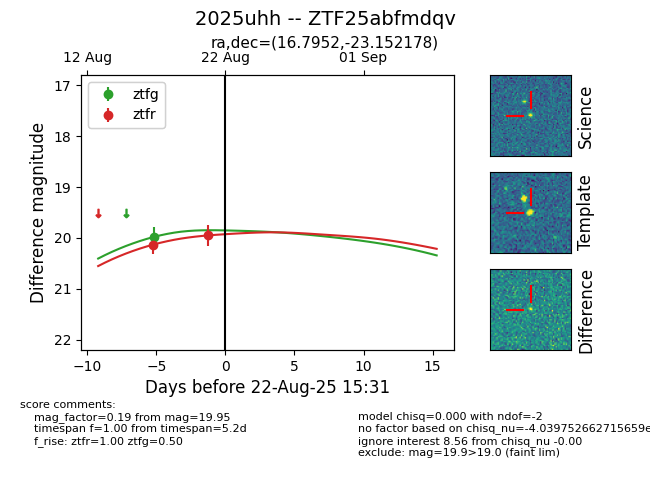 2025uhh -- ZTF25abfmdqv
ra,dec=(16.7952,-23.152178)
12 Aug 22 Aug 01 Sep
17
18
19
20
21
22
Difference magnitude
ztfg
ztfr
−10 −5 0 5 10 15
Days before 22-Aug-25 15:31
Science
Template
Difference
score comments:
mag_factor=0.19 from mag=19.95
timespan f=1.00 from timespan=5.2d
f_rise: ztfr=1.00 ztfg=0.50
model chisq=0.000 with ndof=-2
no factor based on chisq_nu=-4.039752662715659e
ignore interest 8.56 from chisq_nu -0.00
exclude: mag=19.9>19.0 (faint lim)